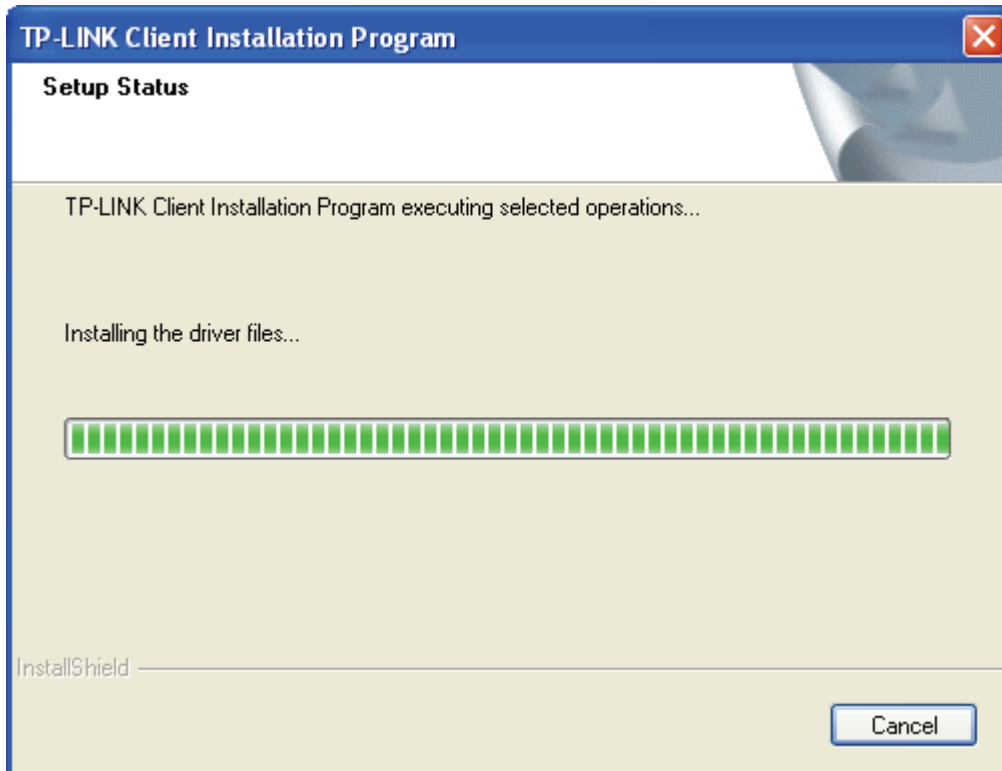 TP-LINK Client Installation Program
Setup Status
TP-LINK Client Installation Program executing selected operations...
Installing the driver files...
InstallShield
Cancel